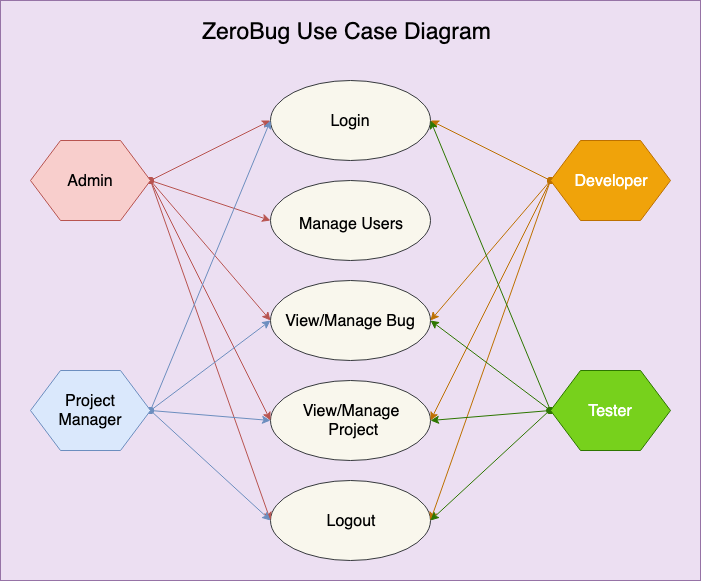 ZeroBug Use Case Diagram
Login
Admin
Developer
Manage Users
View/Manage Bug
Project
Manager
View/Manage
Project
Tester
Logout